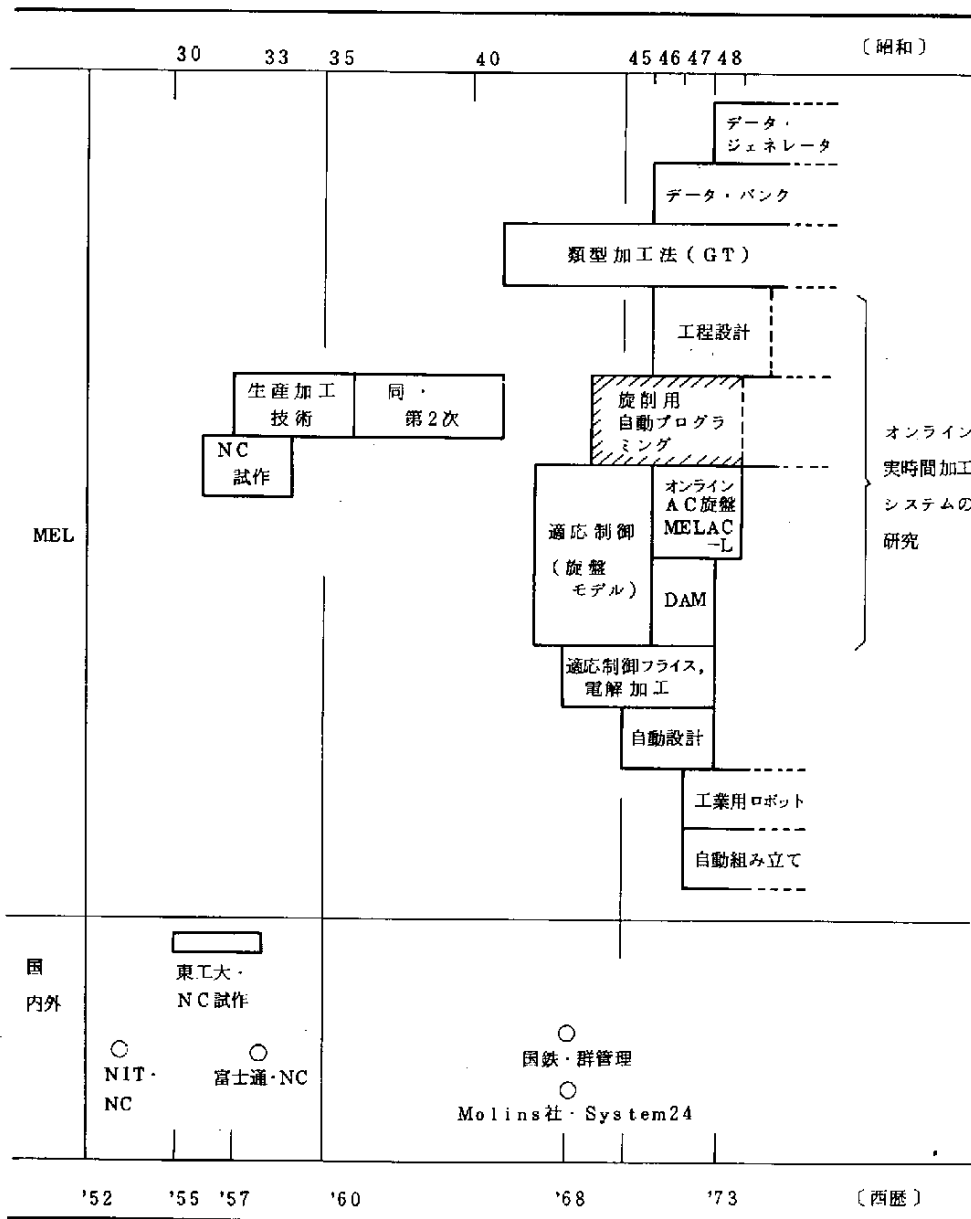 〔昭和〕
30 33 35 40 45 46 47 48
データ・
ジェネレータ
データ・バンク
類型加工法(GT)
工程設計
生産加工
技術
同・
第2次
旋削用
自動プログラ
ミング
NC
試作
オンライン
実時間加工
システムの
研究
MEL
適応制御
(旋盤
モデル)
オンライン
AC旋盤
MELAC
-L
DAM
適応制御フライス,
電解加工
自動設計
工業用ロボット
自動組み立て
国
内外
東工大・
NC試作
NIT・
NC
富士通・NC
国鉄・群管理
Molins社・System24
'52 '55 '57 '60 '68 '73 〔西歴〕